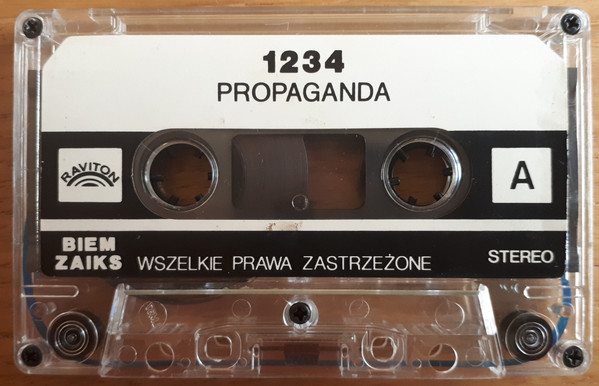 1234
PROPAGANDA
RAVITON
A
BIEM
ZAIKS
WSZELKIE PRAWA ZASTRZEŻONE
STEREO